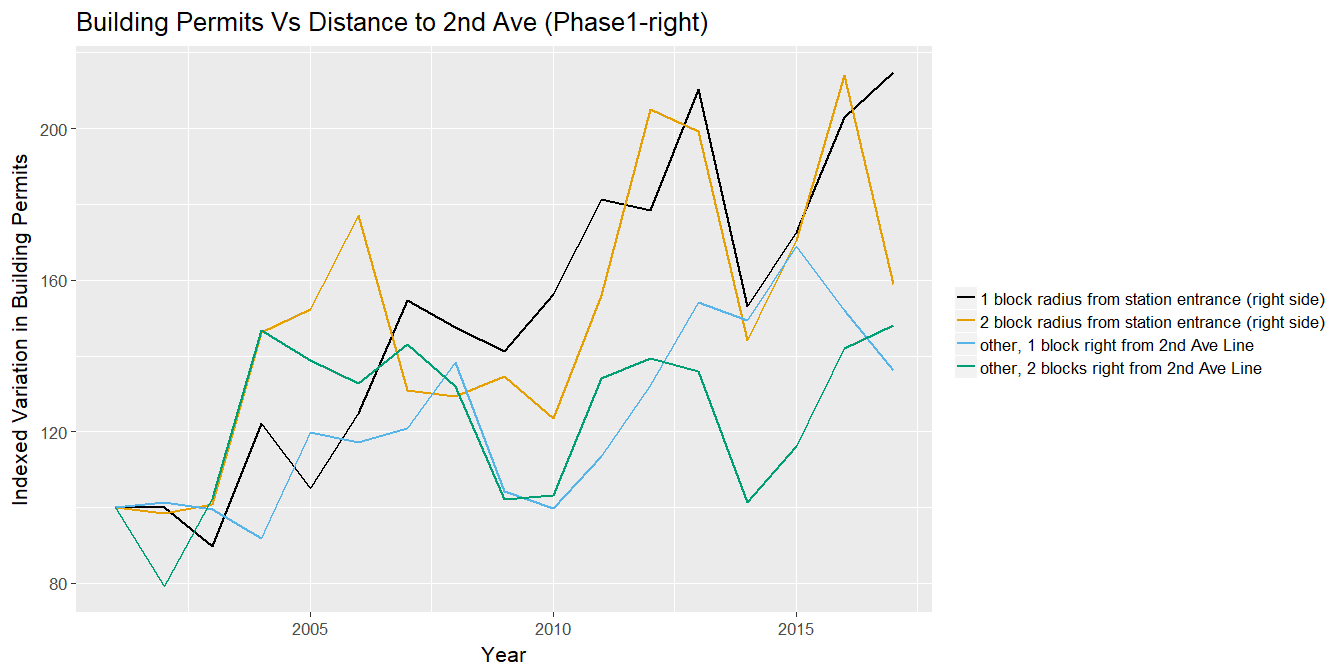 Building Permits Vs Distance to 2nd Ave (Phase1-right)
Indexed Variation in Building Permits
200
160
120
80
2005
2010
2015
Year
1 block radius from station entrance (right side)
2 block radius from station entrance (right side)
other, 1 block right from 2nd Ave Line
other, 2 blocks right from 2nd Ave Line